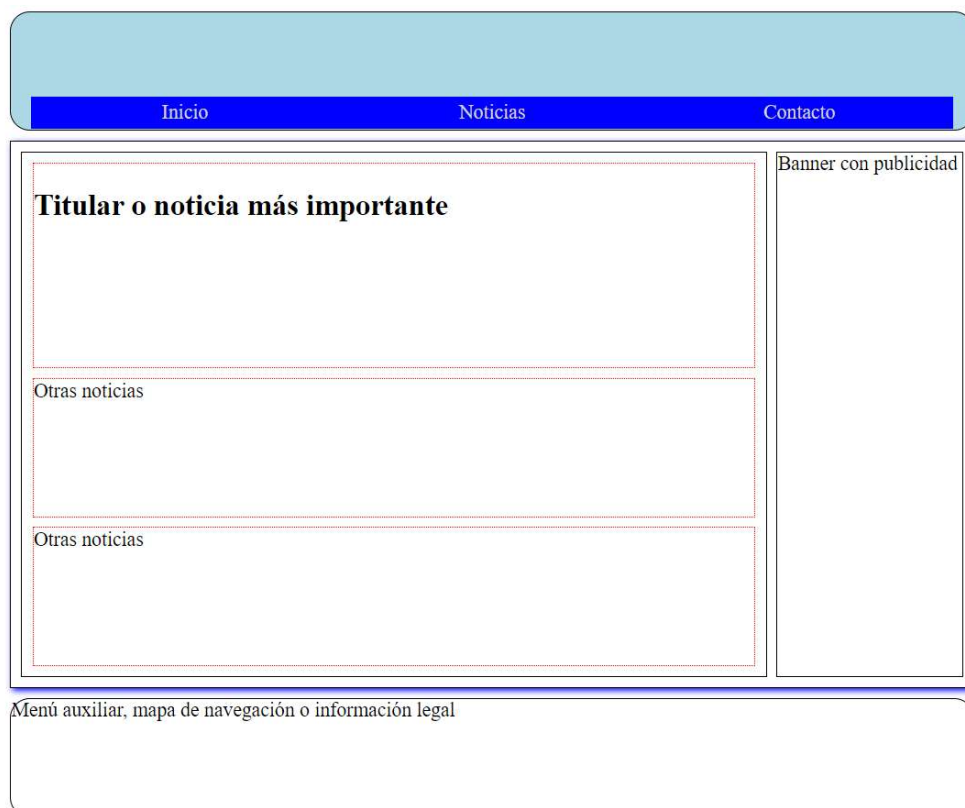 Inicio
Noticias
Contacto
Titular o noticia más importante
Otras noticias
Otras noticias
Banner con publicidad
Menú auxiliar, mapa de navegación o información legal